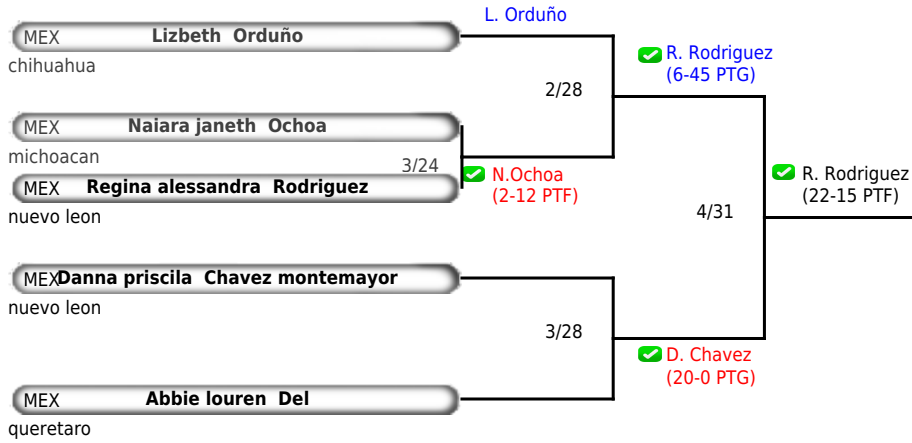 L. Orduño
MEX Lizbeth Orduño
chihuahua
R. Rodriguez
(6-45 PTG)
2/28
MEX Naiara janeth Ochoa
michoacan
3/24
N.Ochoa
(2-12 PTF)
MEX Regina alessandra Rodriguez
nuevo leon
R. Rodriguez
(22-15 PTF)
4/31
MEX Danna priscila Chavez montemayor
nuevo leon
3/28
D. Chavez
(20-0 PTG)
MEX Abbie louren Del
queretaro